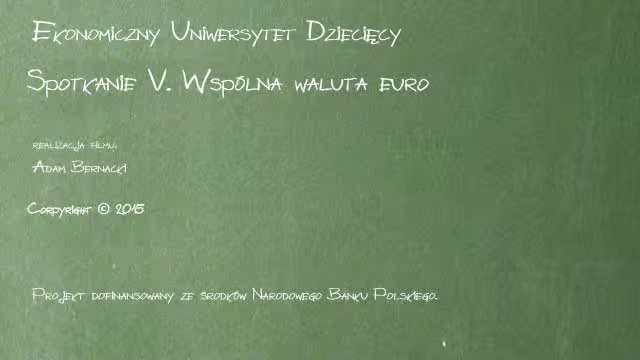 Ekonomiczny Uniwersytet Dziecięcy
Spotkanie V. Wspólna waluta euro
realizacja filmu:
Adam Bernacki
Corpyright © 2015
Projekt dofinansowany ze środków Narodowego Banku Polskiego.